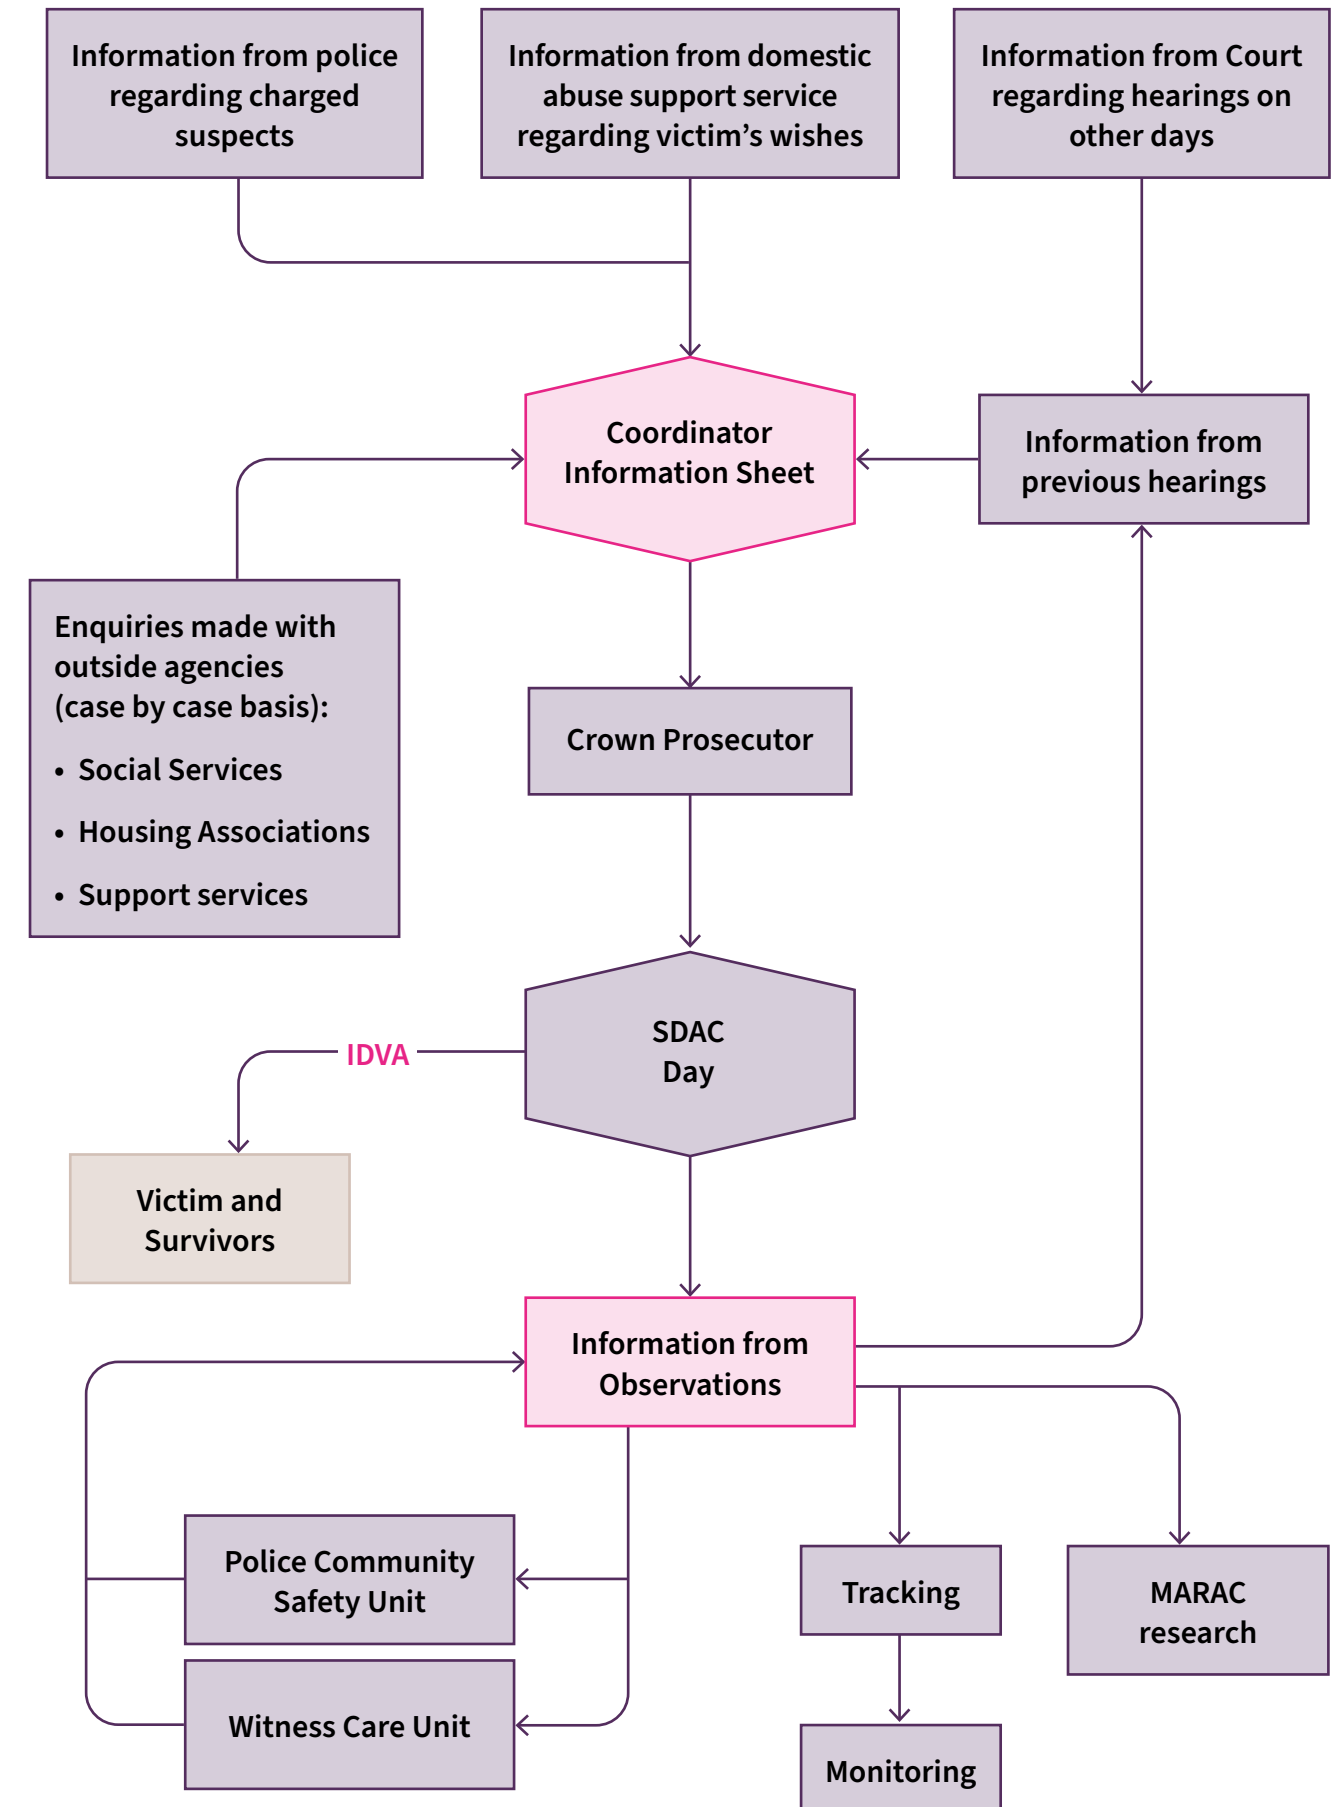 Information from police
regarding charged
suspects
Information from domestic
abuse support service
regarding victim’s wishes
Information from Court
regarding hearings on
other days
Coordinator
Information Sheet
Information from
previous hearings
Enquiries made with
outside agencies
(case by case basis):
• Social Services
• Housing Associations
• Support services
Crown Prosecutor
SDAC
Day
IDVA
Victim and
Survivors
Information from
Observations
Police Community
Safety Unit
Tracking
MARAC
research
Witness Care Unit
Monitoring